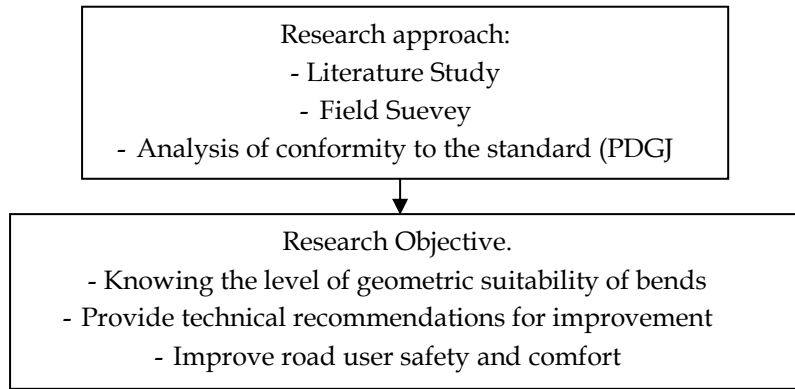 Research approach:
- Literature Study
- Field Suevey
- Analysis of conformity to the standard (PDGJ
Research Objective.
- Knowing the level of geometric suitability of bends
- Provide technical recommendations for improvement
- Improve road user safety and comfort